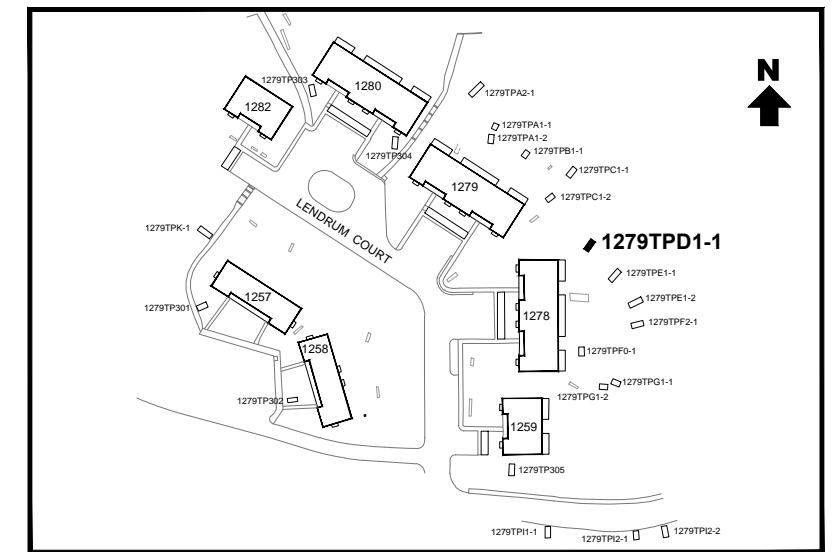 N
1279TP303
1280
1282
1279TPA2-1
1279TPA1-1
1279TPA1-2
1279TP304
1279TPB1-1
1279TPC1-1
1279
1279TPC1-2
LENDRUM COURT
1279TPK-1
1279TPD1-1
1279TPE1-1
1257
1279TPE1-2
1279TP301
1278
1279TPF2-1
1258
1279TPF0-1
1279TPG1-1
1279TPG1-2
1279TP302
1259
1279TP305
1279TPI1-1
1279TPI2-1
1279TPI2-2